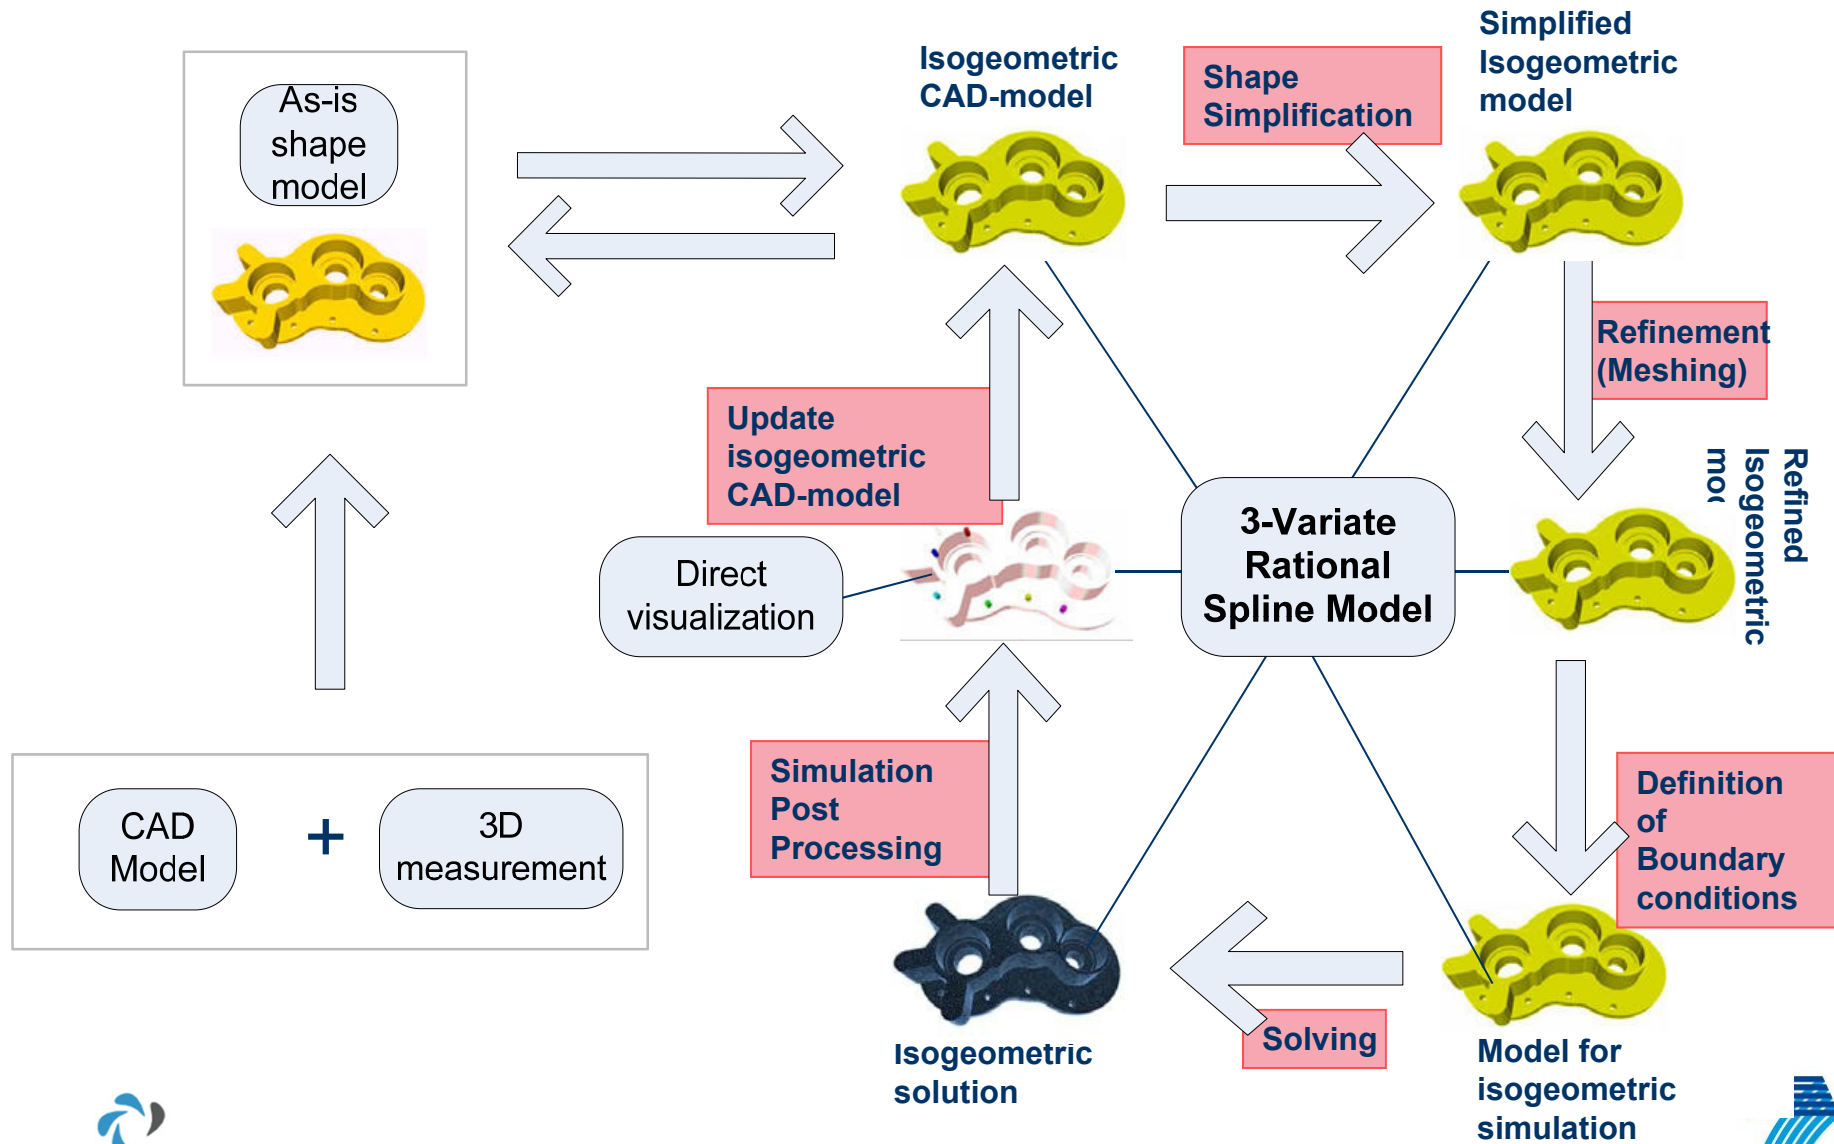 As-is
shape
model
Isogeometric
CAD-model
Shape
Simplification
Simplified
Isogeometric
model
Refinement
(Meshing)
Refined
Isogeometric
Update
isogeometric
CAD-model
Direct
visualization
3-Variate
Rational
Spline Model
CAD
Model
+
3D
measurement
Simulation
Post
Processing
Definition
of
Boundary
conditions
Solving
Isogeometric
solution
Model for
isogeometric
simulation